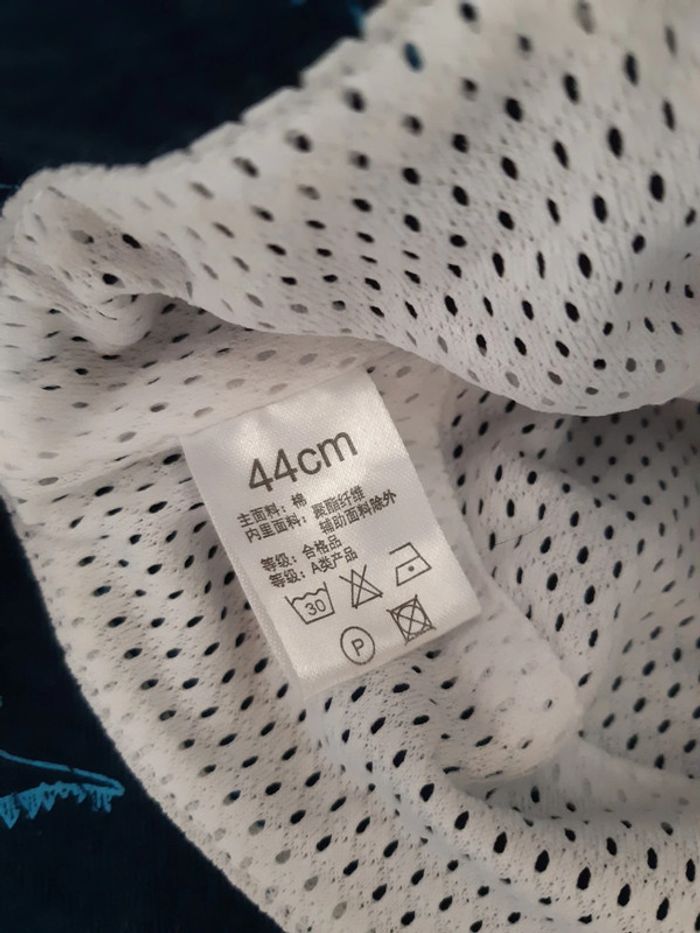 44cm
主面料：棉
内里面料：聚酯纤维
辅助面料除外
等级：合格品
等级：A类产品
30
P